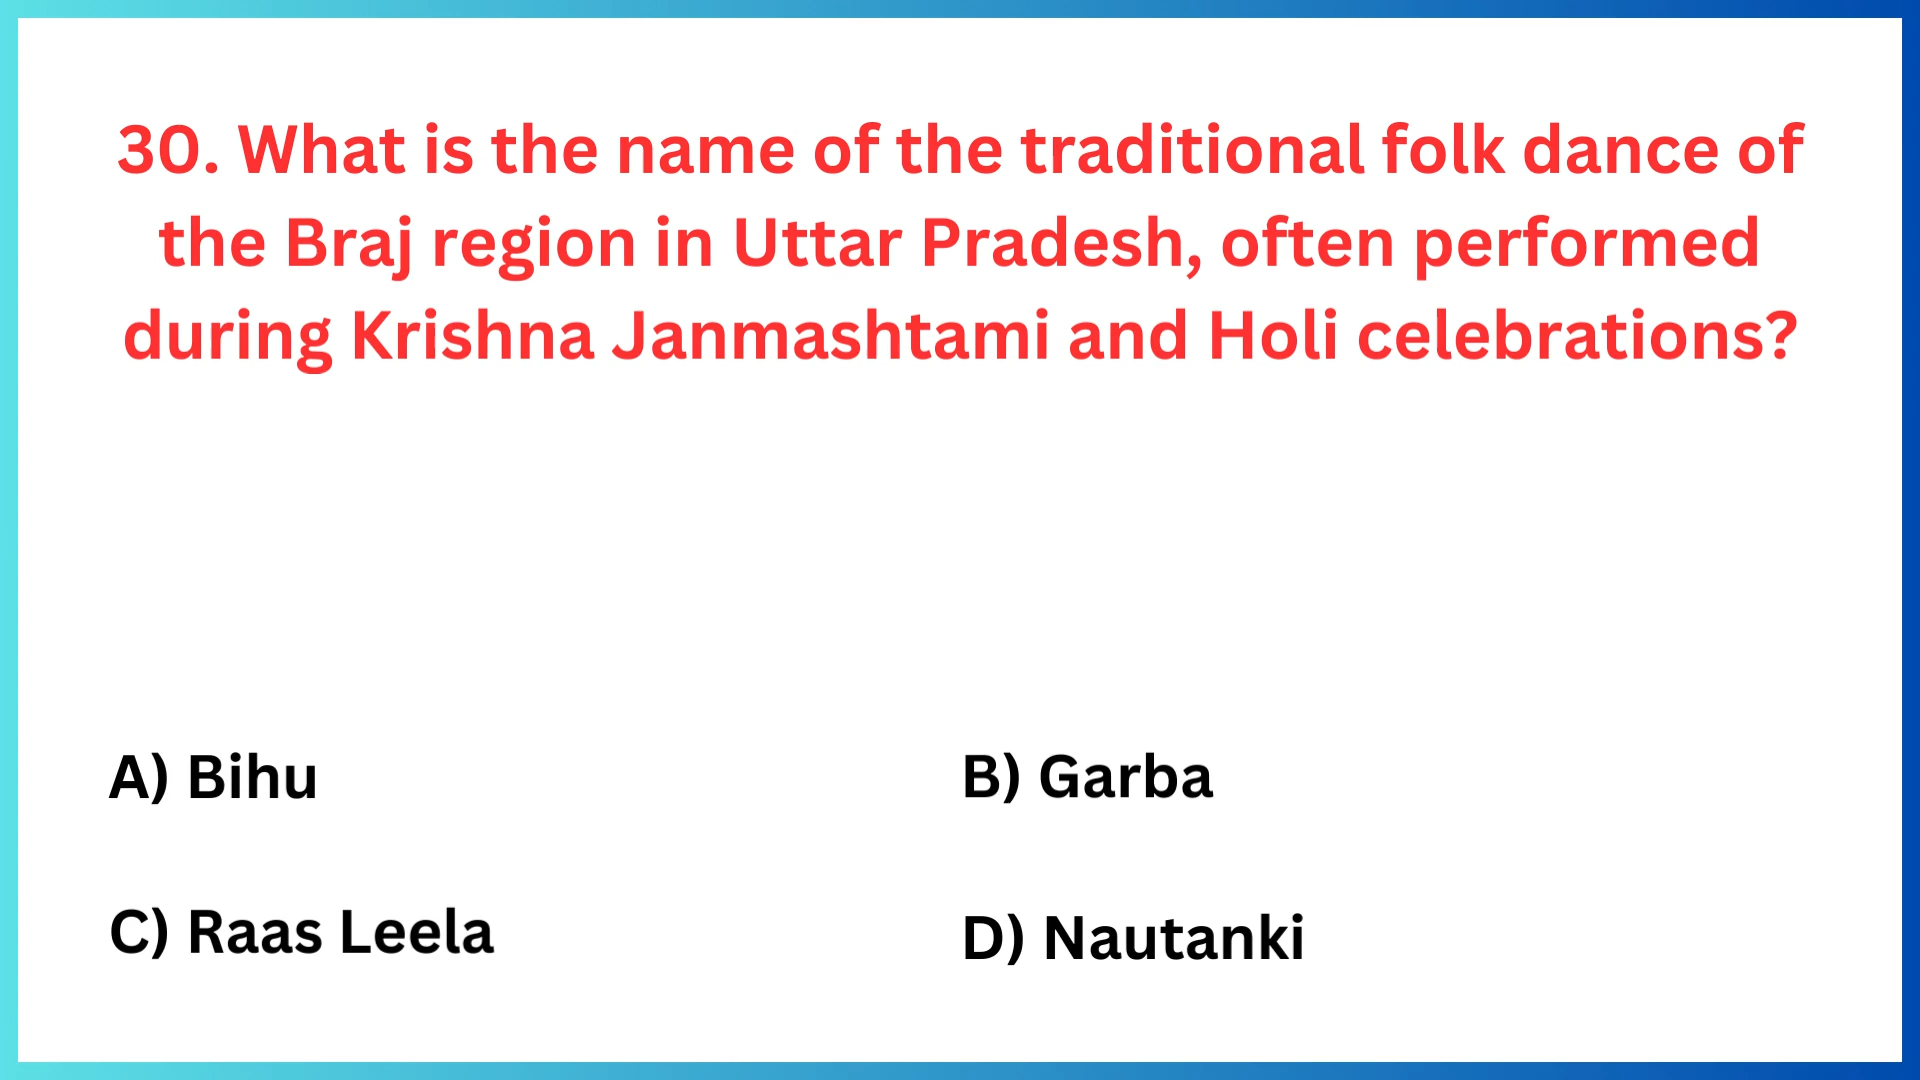 30. What is the name of the traditional folk dance of
the Braj region in Uttar Pradesh, often performed
during Krishna Janmashtami and Holi celebrations?
A) Bihu
B) Garba
C) Raas Leela
D) Nautanki